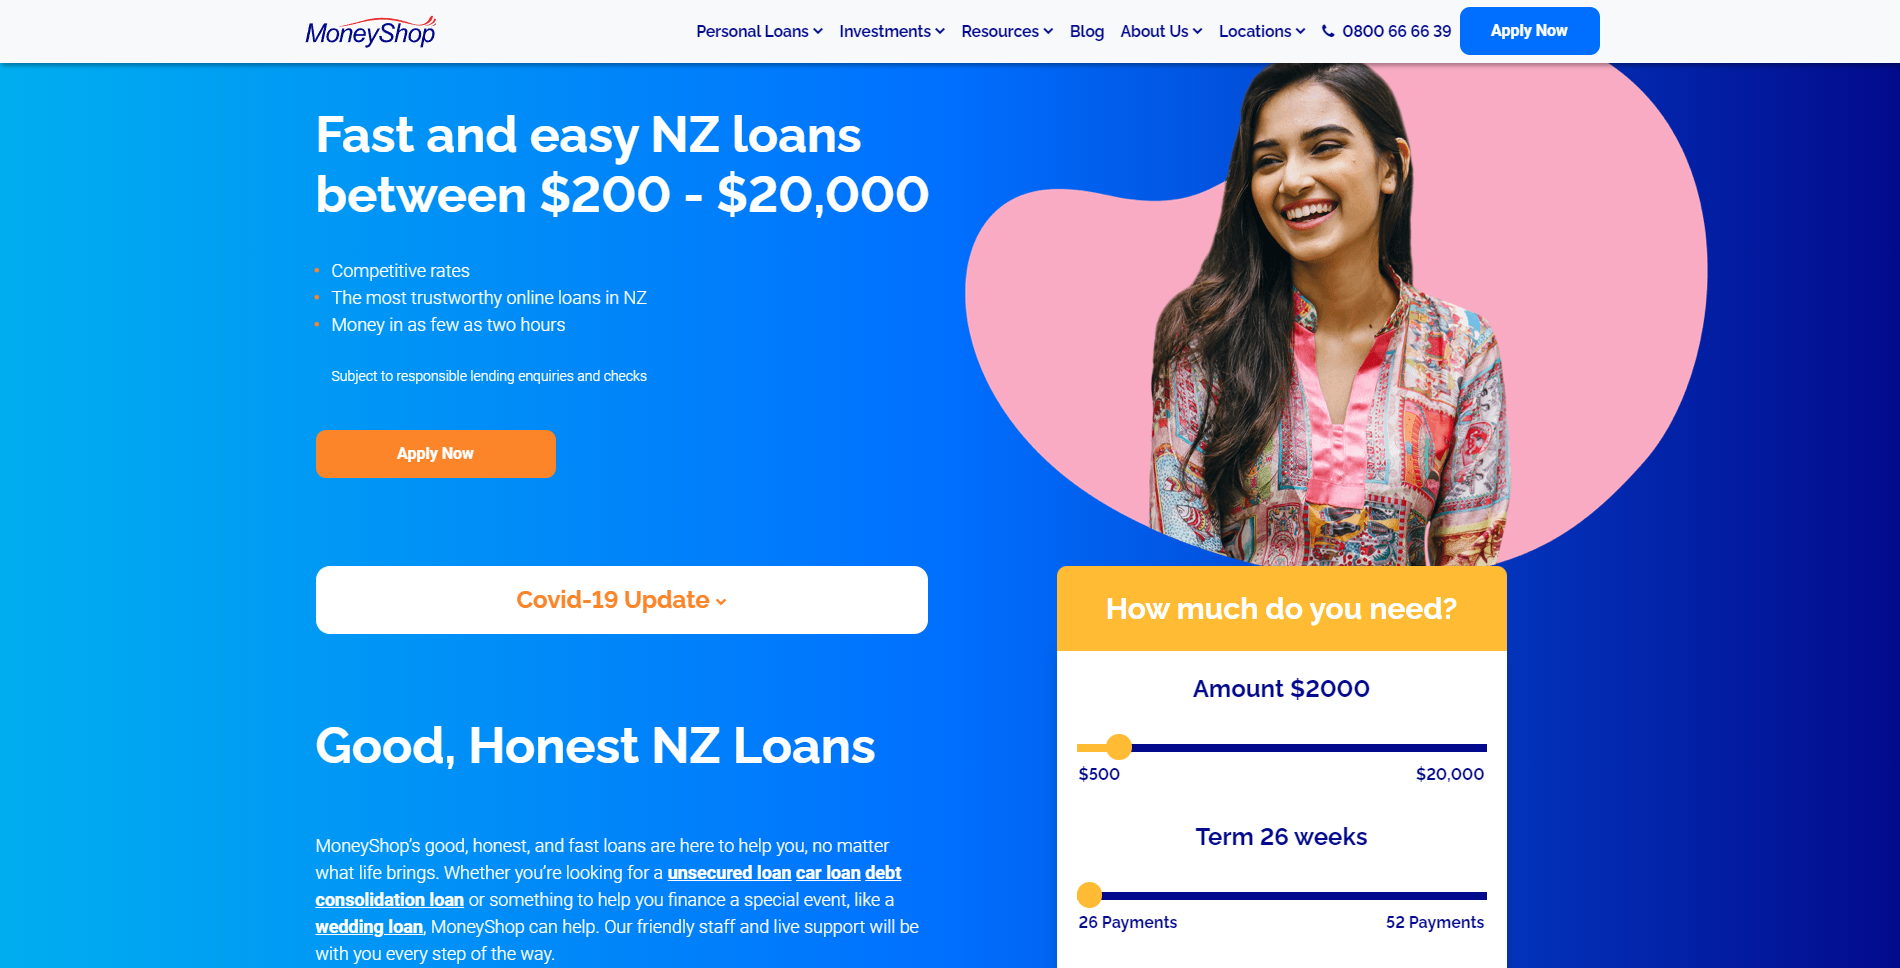 MoneyShop
Personal Loans
Investments
Resources
Blog
About Us
Locations
0800 66 66 39
Apply Now
Fast and easy NZ loans
between $200 - $20,000
Competitive rates
The most trustworthy online loans in NZ
Money in as few as two hours
Subject to responsible lending enquiries and checks
Apply Now
Covid-19 Update
Good, Honest NZ Loans
MoneyShop's good, honest, and fast loans are here to help you, no matter
what life brings. Whether you're looking for a unsecured loan car loan debt
consolidation loan or something to help you finance a special event, like a
wedding loan, MoneyShop can help. Our friendly staff and live support will be
with you every step of the way.
How much do you need?
Amount $2000
$500
$20,000
Term 26 weeks
26 Payments
52 Payments